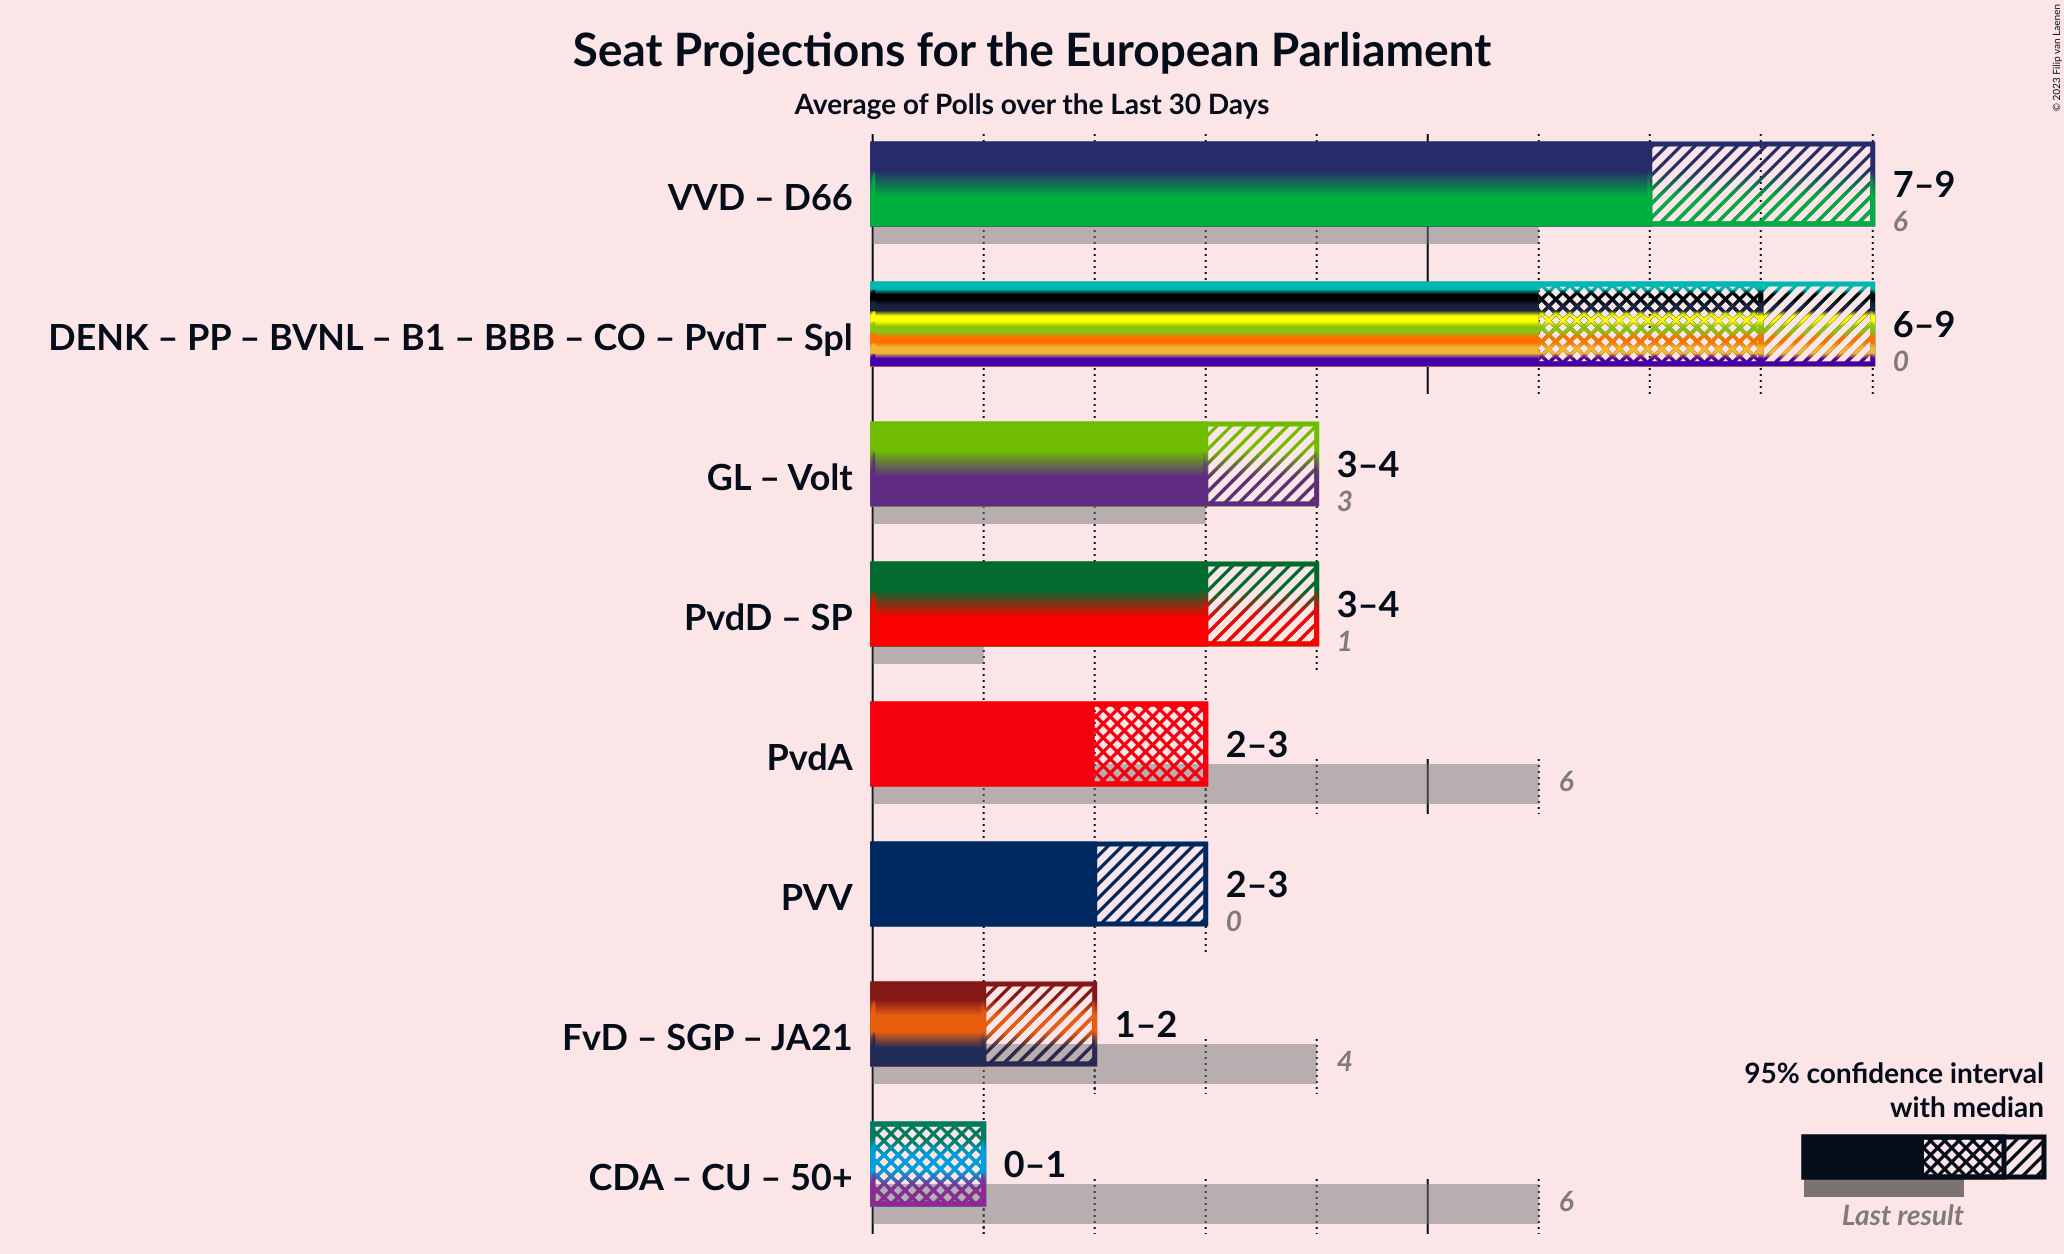 Seat Projections for the European Parliament
Average of Polls over the Last 30 Days
© 2023 Filip van Laenen
VVD – D66
7–9
6
DENK – PP – BVNL – B1 – BBB – CO – PvdT – Spl
6–9
0
GL – Volt
3–4
3
PvdD – SP
3–4
1
PvdA
2–3
6
PVV
2–3
0
FvD – SGP – JA21
1–2
4
CDA – CU – 50+
0–1
6
95% confidence interval
with median
Last result